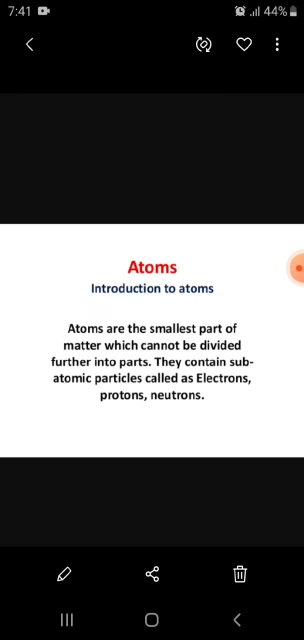 7:41 44%
Atoms
Introduction to atoms
Atoms are the smallest part of
matter which cannot be divided
further into parts. They contain sub-
atomic particles called as Electrons,
protons, neutrons.